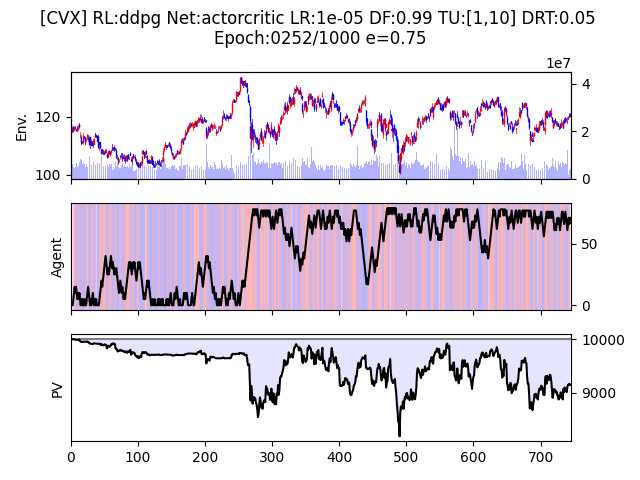 [CVX] RL:ddpg Net:actorcritic LR:1e-05 DF:0.99 TU:[1,10] DRT:0.05
Epoch:0252/1000 e=0.75
1e7
Env.
120
100
4
2
0
Agent
50
0
PV
10000
9000
0 100 200 300 400 500 600 700